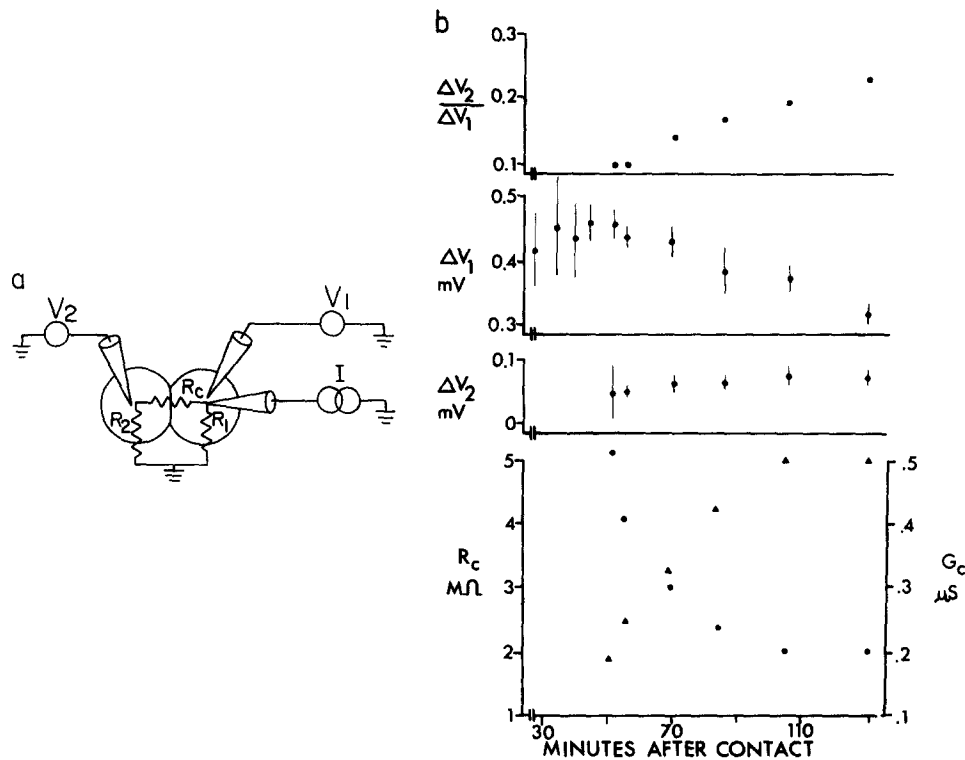 a
V2
V1
I
Rc
R2
R1
b
ΔV2
ΔV1
0.3
0.2
0.1
ΔV1
mV
0.5
0.4
0.3
ΔV2
mV
0.1
0
Rc
MΩ
5
4
3
2
1
Gc
μS
.5
.4
.3
.2
.1
30 70 110
MINUTES AFTER CONTACT